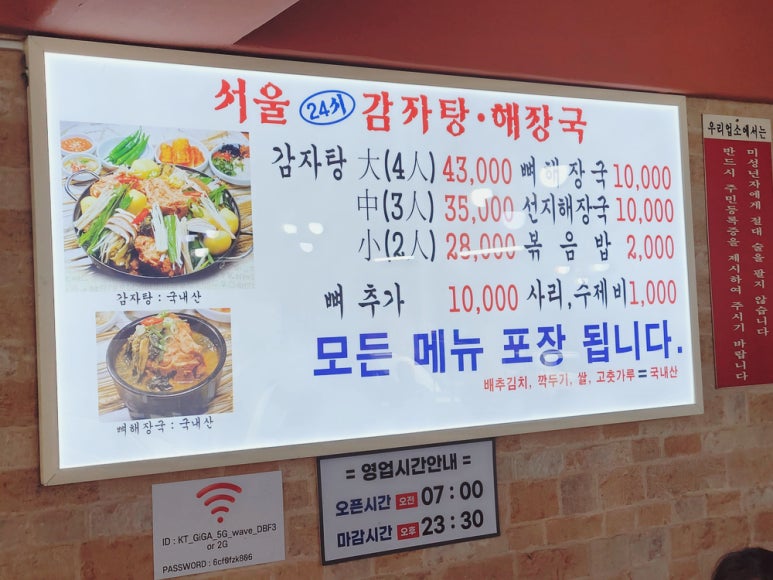 서울 24시 감자탕·해장국
감자탕 大(4人) 43,000 뼈해장국 10,000
中(3人) 35,000 선지해장국 10,000
小(2人) 28,000 볶음밥 2,000
뼈 추가 10,000 사리,수제비 1,000
모든 메뉴 포장 됩니다.
배추김치, 깍두기, 쌀, 고춧가루 = 국내산
감자탕 : 국내산
뼈해장국 : 국내산
우리업소에서는
미성년자에게 절대 술을 팔지 않습니다
반드시 주민등록증을 제시하여 주시기 바랍니다
= 영업시간안내 =
오픈시간 오전 07 : 00
마감시간 오후 23 : 30
ID : KT_GiGA_5G_wave_DBF3
or 2G
PASSWORD : 6cf0fzk806